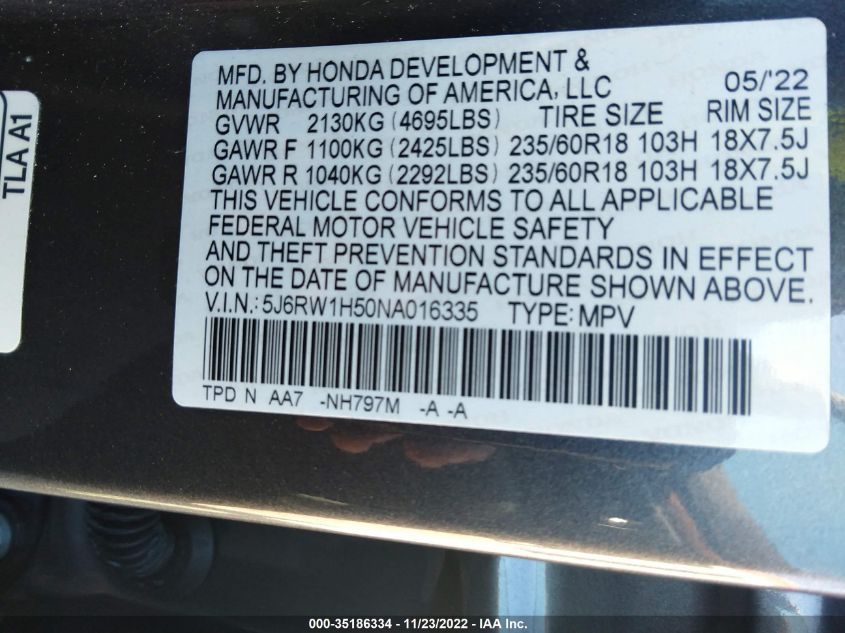 MFD. BY HONDA DEVELOPMENT &
MANUFACTURING OF AMERICA, LLC 05/'22
GVWR 2130KG (4695LBS) TIRE SIZE RIM SIZE
GAWR F 1100KG (2425LBS) 235/60R18 103H 18X7.5J
GAWR R 1040KG (2292LBS) 235/60R18 103H 18X7.5J
THIS VEHICLE CONFORMS TO ALL APPLICABLE
FEDERAL MOTOR VEHICLE SAFETY
AND THEFT PREVENTION STANDARDS IN EFFECT
ON THE DATE OF MANUFACTURE SHOWN ABOVE.
V.I.N.: 5J6RW1H50NA016335 TYPE: MPV
TPD N AA7 -NH797M -A -A
TLA A1
000-35186334 — 11/23/2022 — IAA Inc.